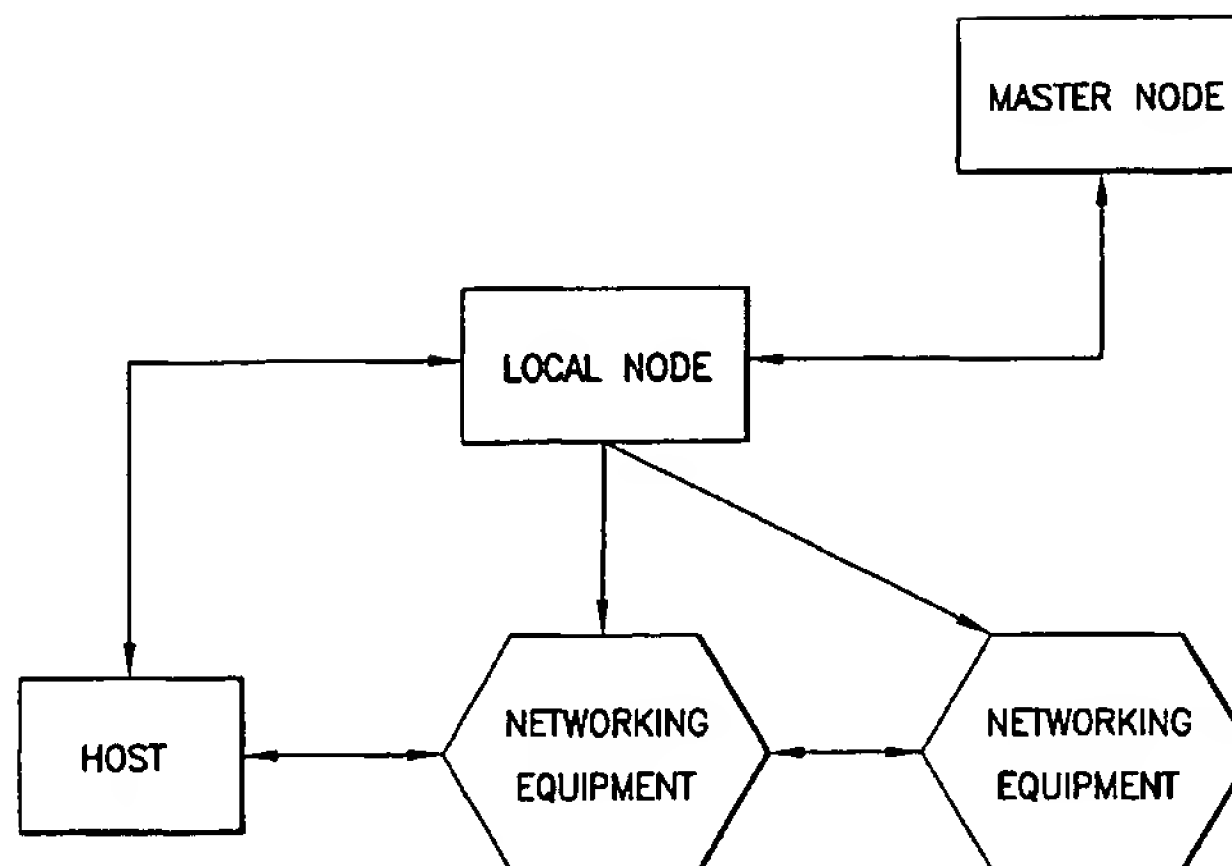 MASTER NODE
LOCAL NODE
HOST
NETWORKING
EQUIPMENT
NETWORKING
EQUIPMENT